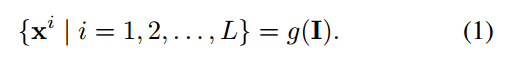 {x^i | i = 1, 2, . . . , L} = g(I). (1)